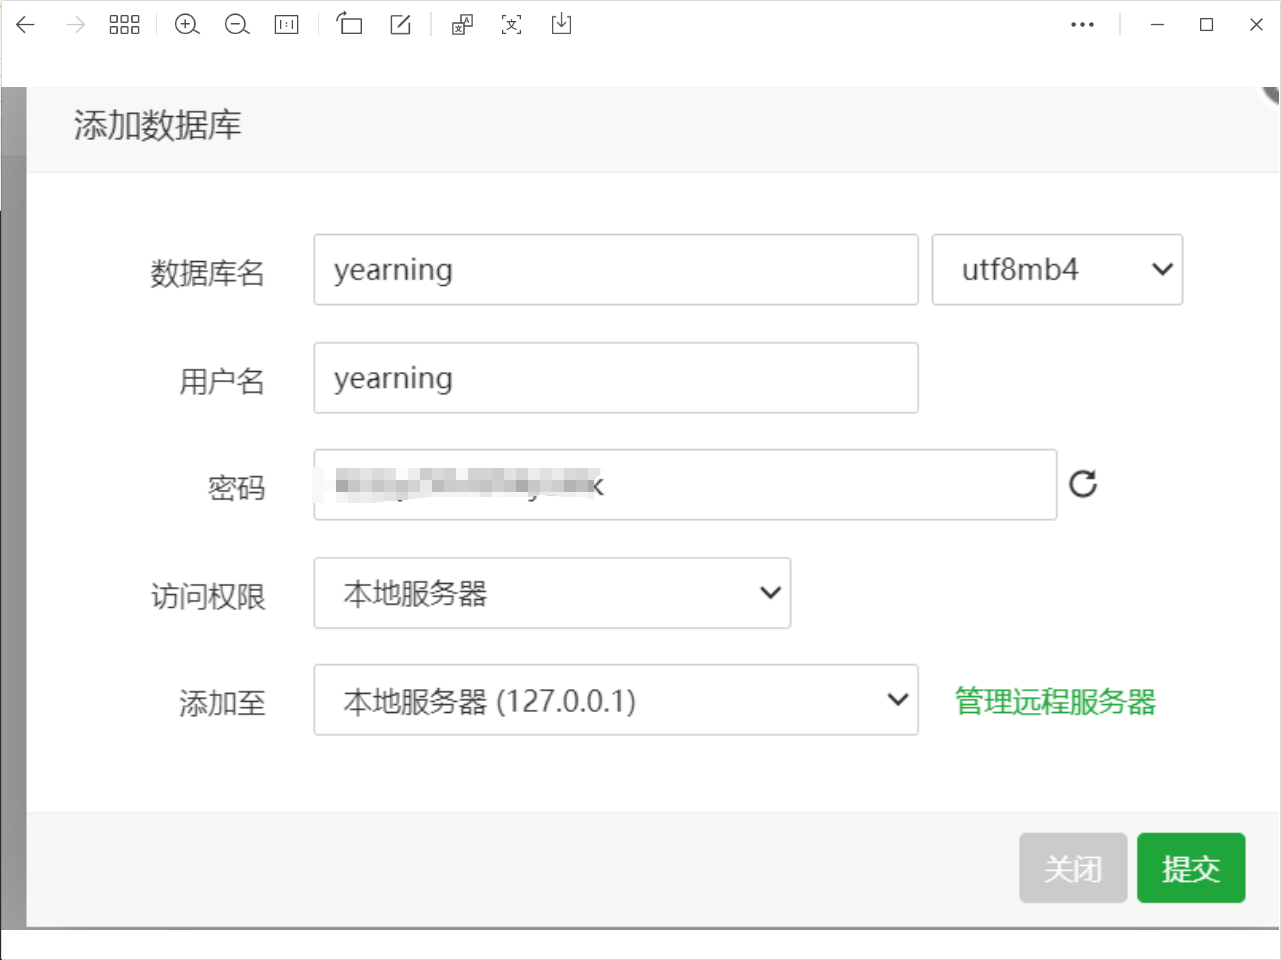 添加数据库
数据库名 yearning utf8mb4
用户名 yearning
密码
访问权限 本地服务器
添加至 本地服务器 (127.0.0.1) 管理远程服务器
关闭 提交